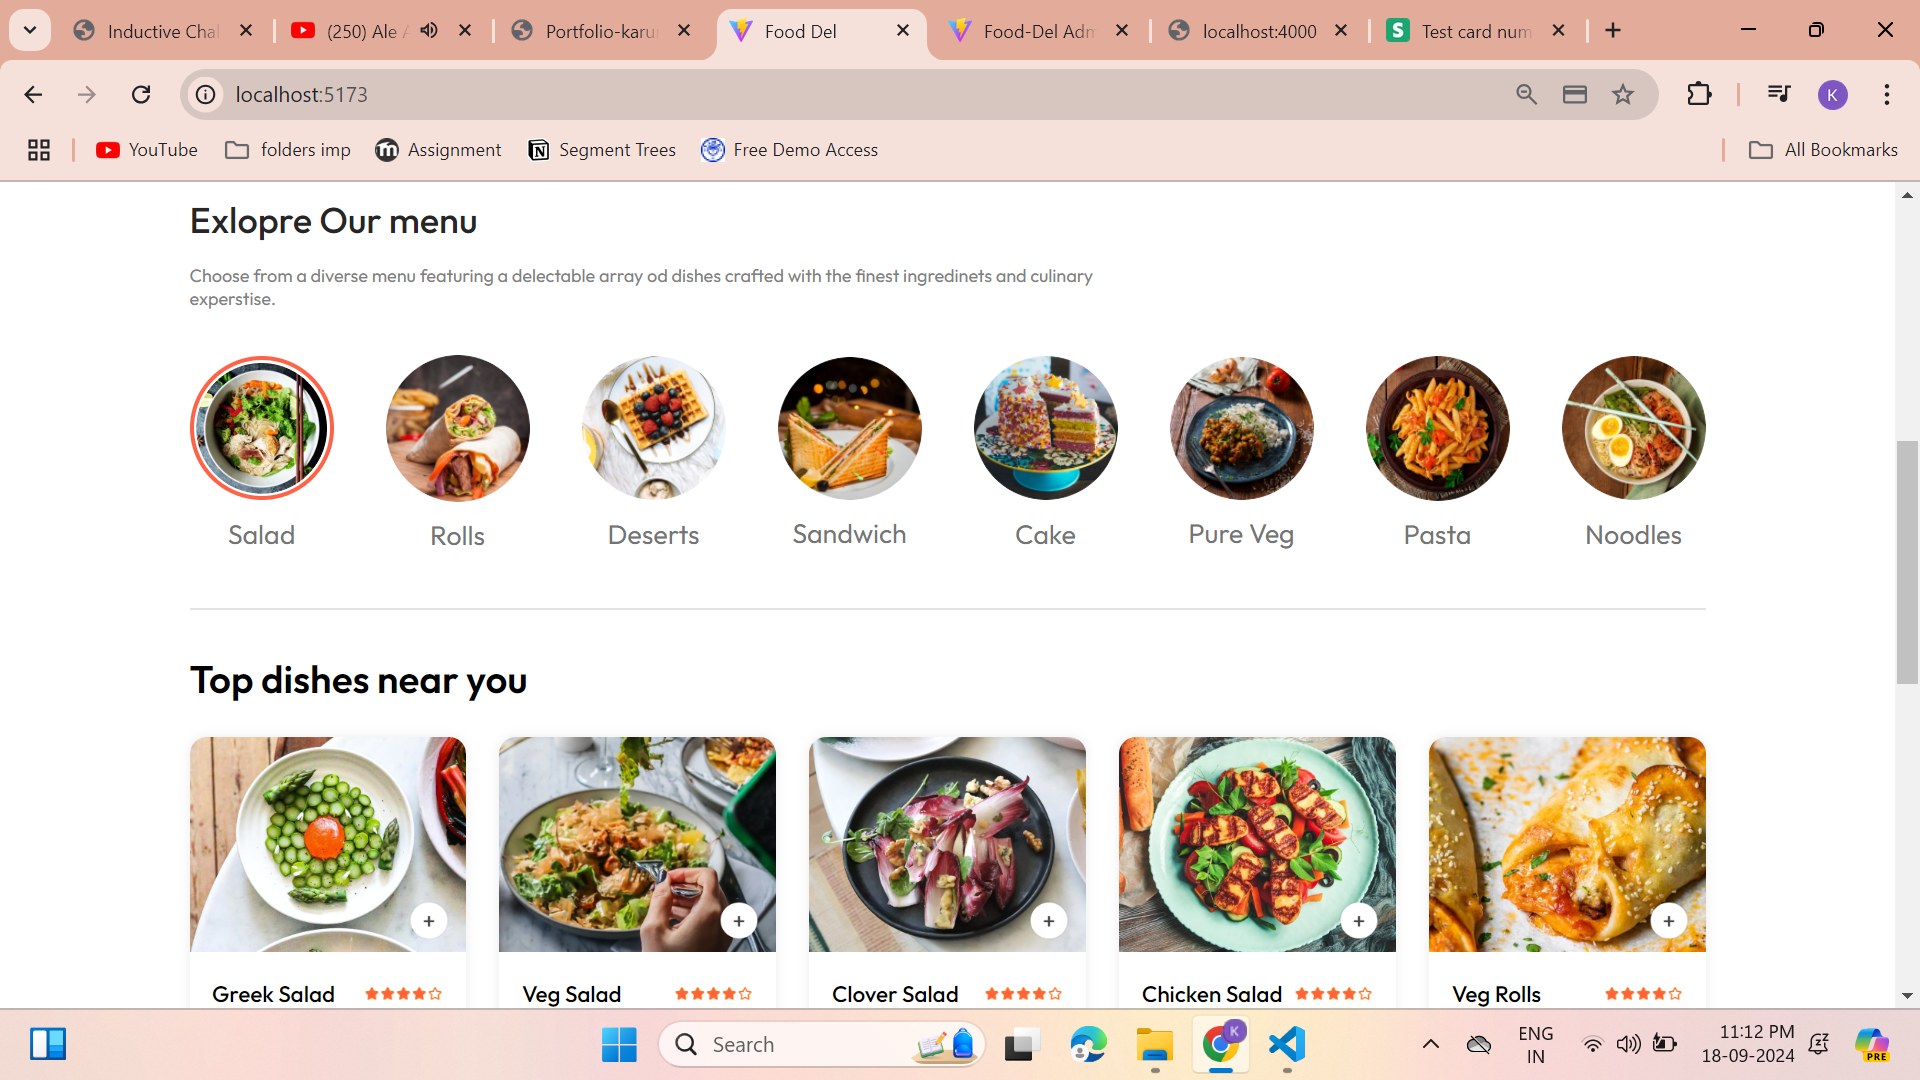 Inductive Chal
(250) Ale A
Portfolio-karu
Food Del
Food-Del Adm
localhost:4000
Test card num
localhost:5173
K
YouTube
folders imp
Assignment
Segment Trees
Free Demo Access
All Bookmarks
Exlopre Our menu
Choose from a diverse menu featuring a delectable array od dishes crafted with the finest ingredinets and culinary
experstise.
Salad
Rolls
Deserts
Sandwich
Cake
Pure Veg
Pasta
Noodles
Top dishes near you
Greek Salad
Veg Salad
Clover Salad
Chicken Salad
Veg Rolls
Search
K
ENG
IN
11:12 PM
18-09-2024
PRE